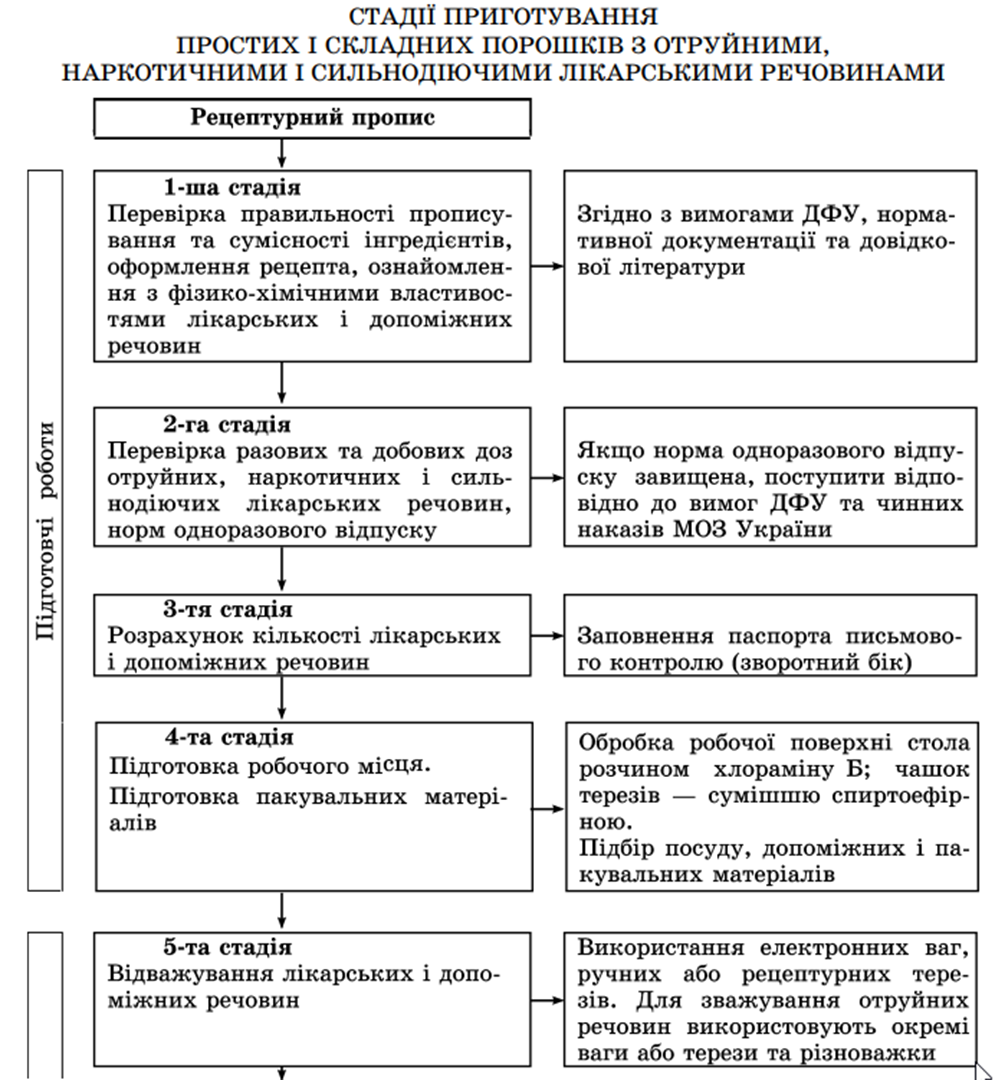 СТАДІЇ ПРИГОТУВАННЯ
ПРОСТИХ І СКЛАДНИХ ПОРОШКІВ З ОТРУЙНИМИ,
НАРКОТИЧНИМИ І СИЛЬНОДІЮЧИМИ ЛІКАРСЬКИМИ РЕЧОВИНАМИ
Рецептурний пропис
Підготовчі роботи
1-ша стадія
Перевірка правильності пропису-
вання та сумісності інгредієнтів,
оформлення рецепта, ознайомлен-
ня з фізико-хімічними властивос-
тями лікарських і допоміжних
речовин
Згідно з вимогами ДФУ, норма-
тивної документації та довідко-
вої літератури
2-га стадія
Перевірка разових та добових доз
отруйних, наркотичних і силь-
нодіючих лікарських речовин,
норм одноразового відпуску
Якщо норма одноразового відпу-
ску завищена, поступити відпо-
відно до вимог ДФУ та чинних
наказів МОЗ України
3-тя стадія
Розрахунок кількості лікарських
і допоміжних речовин
Заповнення паспорта письмово-
го контролю (зворотний бік)
4-та стадія
Підготовка робочого місця.
Підготовка пакувальних матері-
алів
Обробка робочої поверхні стола
розчином хлораміну Б; чашок
терезів — сумішшю спиртоефір-
ною.
Підбір посуду, допоміжних і па-
кувальних матеріалів
5-та стадія
Відважування лікарських і допо-
міжних речовин
Використання електронних ваг,
ручних або рецептурних тере-
зів. Для зважування отруйних
речовин використовують окремі
ваги або терези та різноважки